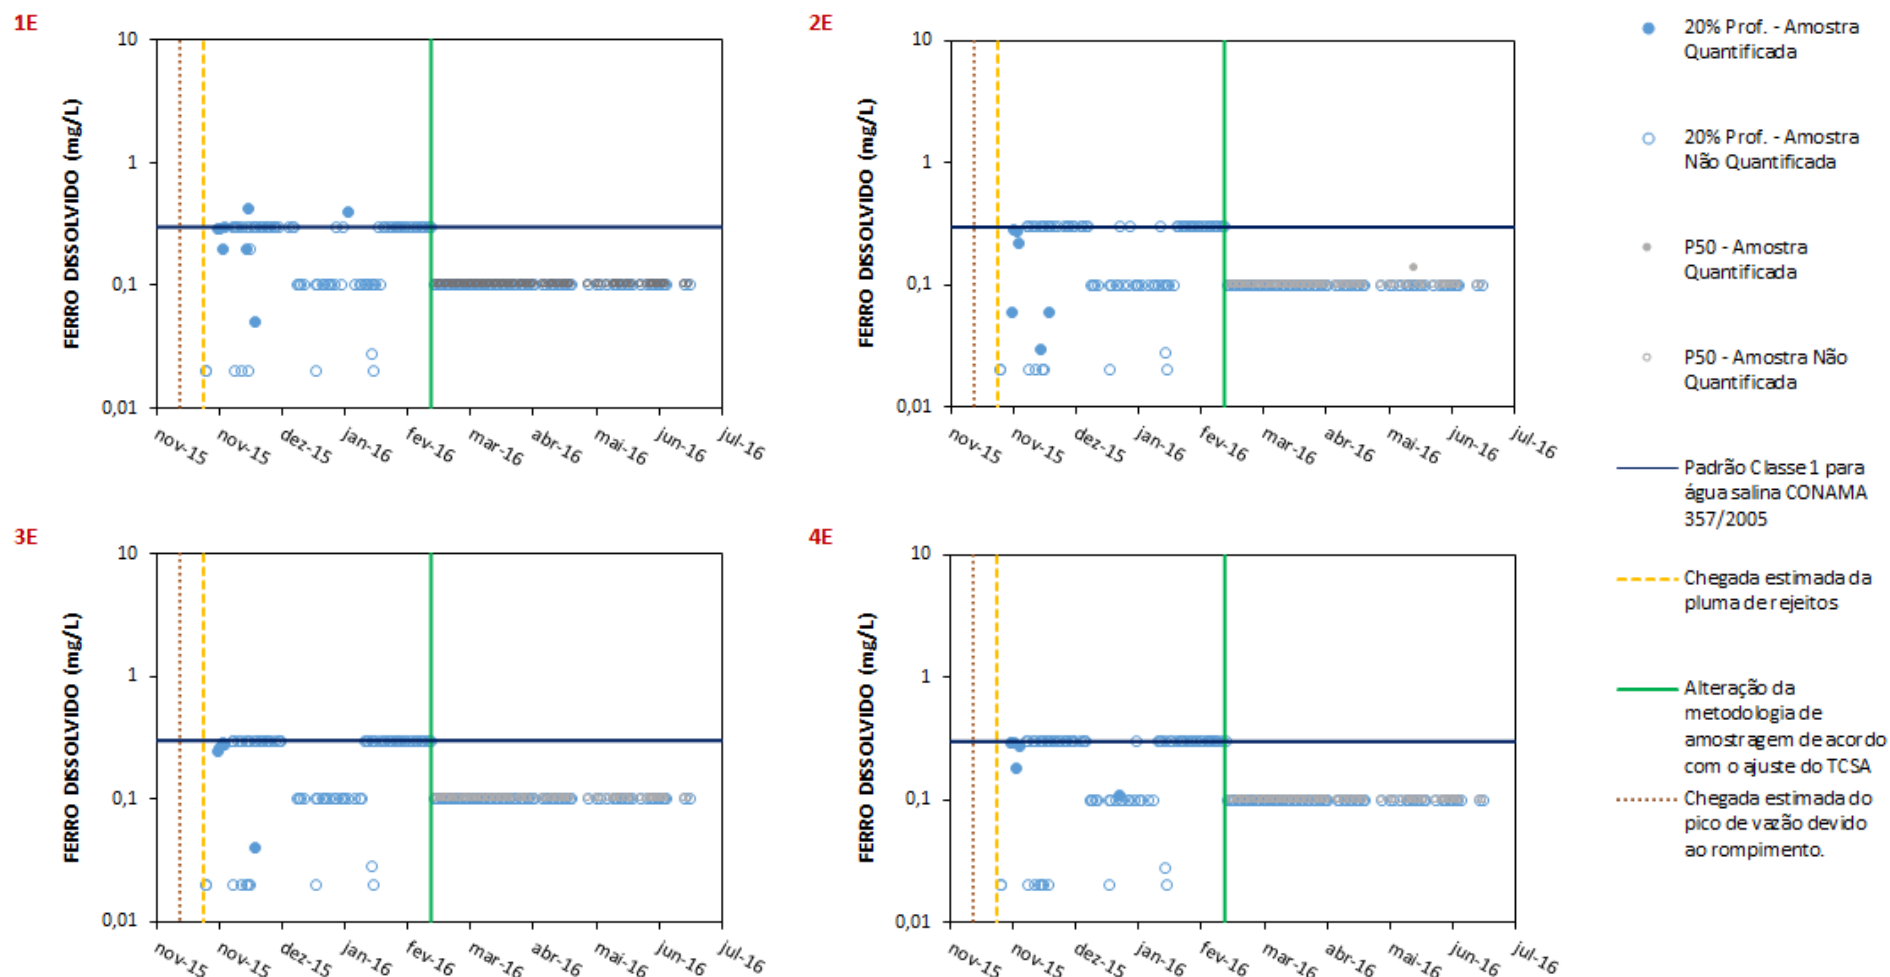 1E
FERRO DISSOLVIDO (mg/L)
10
1
0,1
0,01
nov-15
nov-15
dez-15
jan-16
fev-16
mar-16
abr-16
mai-16
jun-16
jul-16
2E
FERRO DISSOLVIDO (mg/L)
10
1
0,1
0,01
nov-15
nov-15
dez-15
jan-16
fev-16
mar-16
abr-16
mai-16
jun-16
jul-16
3E
FERRO DISSOLVIDO (mg/L)
10
1
0,1
0,01
nov-15
nov-15
dez-15
jan-16
fev-16
mar-16
abr-16
mai-16
jun-16
jul-16
4E
FERRO DISSOLVIDO (mg/L)
10
1
0,1
0,01
nov-15
nov-15
dez-15
jan-16
fev-16
mar-16
abr-16
mai-16
jun-16
jul-16
20% Prof. - Amostra
Quantificada
20% Prof. - Amostra
Não Quantificada
P50 - Amostra
Quantificada
P50 - Amostra Não
Quantificada
Padrão Classe 1 para
água salina CONAMA
357/2005
Chegada estimada da
pluma de rejeitos
Alteração da
metodologia de
amostragem de acordo
com o ajuste do TCSA
Chegada estimada do
pico de vazão devido
ao rompimento.